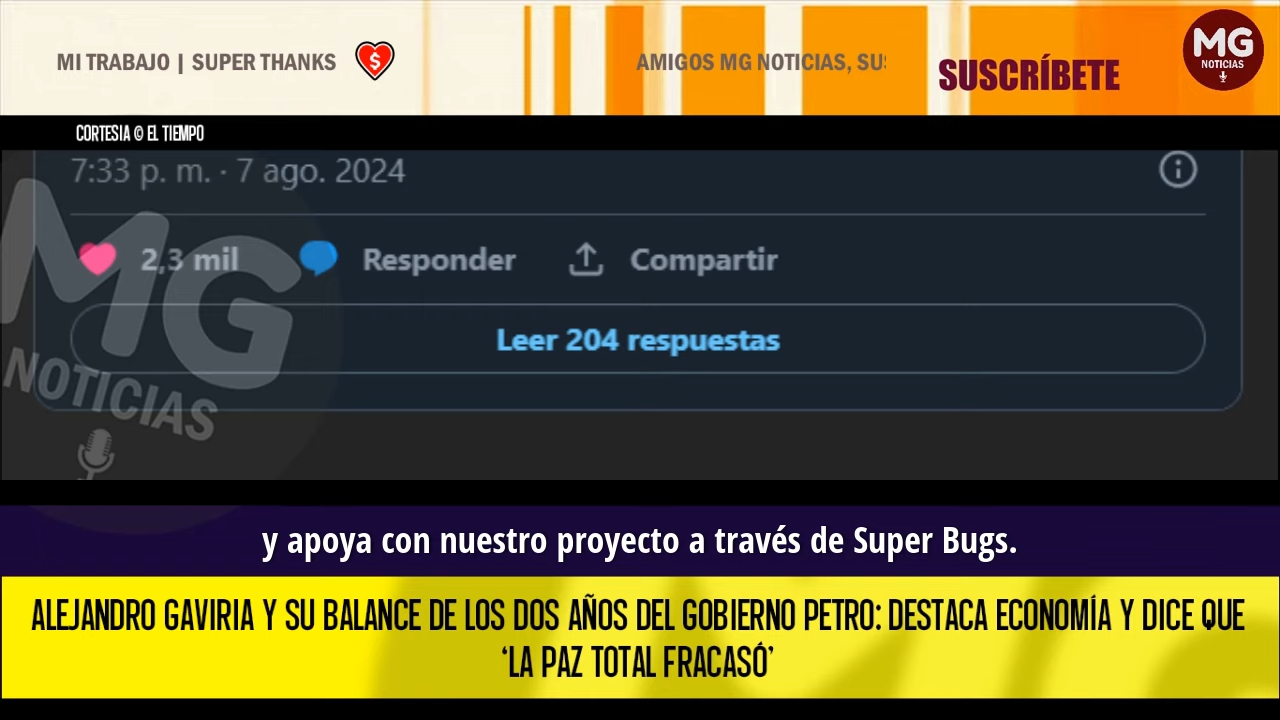 MI TRABAJO | SUPER THANKS
$
AMIGOS MG NOTICIAS, SUS
SUSCRÍBETE
MG
NOTICIAS
CORTESIA © EL TIEMPO
7:33 p. m. · 7 ago. 2024
2,3 mil
Responder
Compartir
Leer 204 respuestas
MG
NOTICIAS
y apoya con nuestro proyecto a través de Super Bugs.
ALEJANDRO GAVIRIA Y SU BALANCE DE LOS DOS AÑOS DEL GOBIERNO PETRO: DESTACA ECONOMÍA Y DICE QUE
‘LA PAZ TOTAL FRACASÓ’